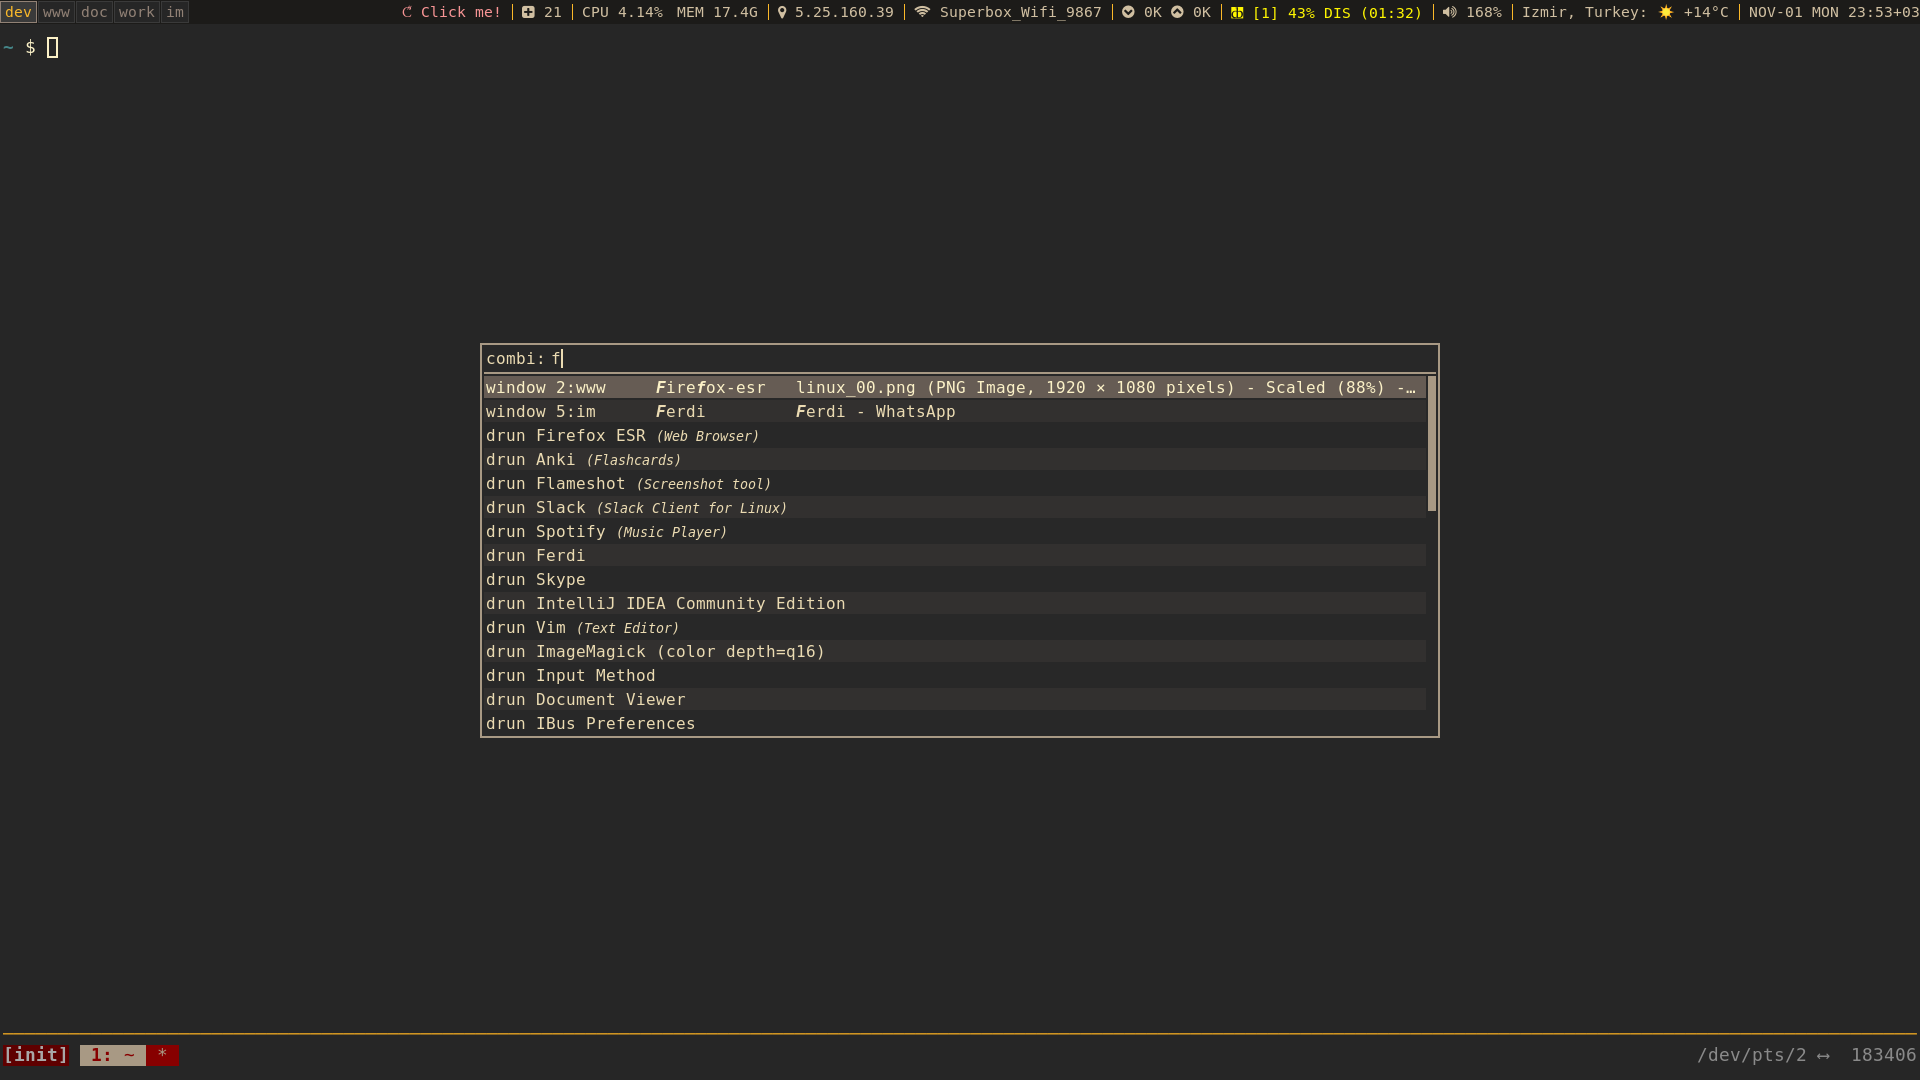 dev www doc work im Click me! 21 CPU 4.14% MEM 17.4G 5.25.160.39 Superbox_Wifi_9867 0K 0K [1] 43% DIS (01:32) 168% Izmir, Turkey: +14°C NOV-01 MON 23:53+03
~ $
combi: f
window 2:www Firefox-esr linux_00.png (PNG Image, 1920 × 1080 pixels) - Scaled (88%) -…
window 5:im Ferdi Ferdi - WhatsApp
drun Firefox ESR (Web Browser)
drun Anki (Flashcards)
drun Flameshot (Screenshot tool)
drun Slack (Slack Client for Linux)
drun Spotify (Music Player)
drun Ferdi
drun Skype
drun IntelliJ IDEA Community Edition
drun Vim (Text Editor)
drun ImageMagick (color depth=q16)
drun Input Method
drun Document Viewer
drun IBus Preferences
[init] 1: ~ * /dev/pts/2 ↔ 183406